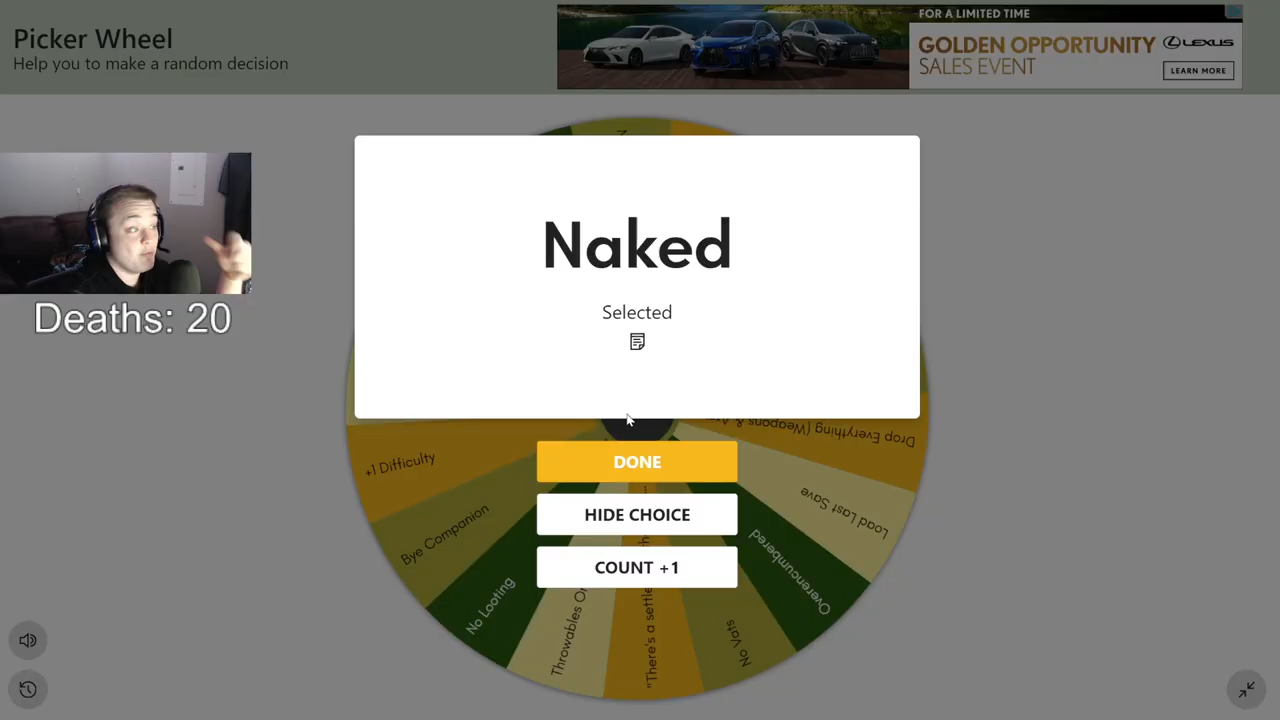 Picker Wheel
Help you to make a random decision
FOR A LIMITED TIME
GOLDEN OPPORTUNITY
SALES EVENT
LEXUS
LEARN MORE
Naked
Selected
Deaths: 20
DONE
HIDE CHOICE
COUNT +1
+1 Difficulty
Bye Companion
No Looting
Throwables
"There's a settle
No Vats
Overencumbered
Load Last Save
Drop Everything (Weapons &